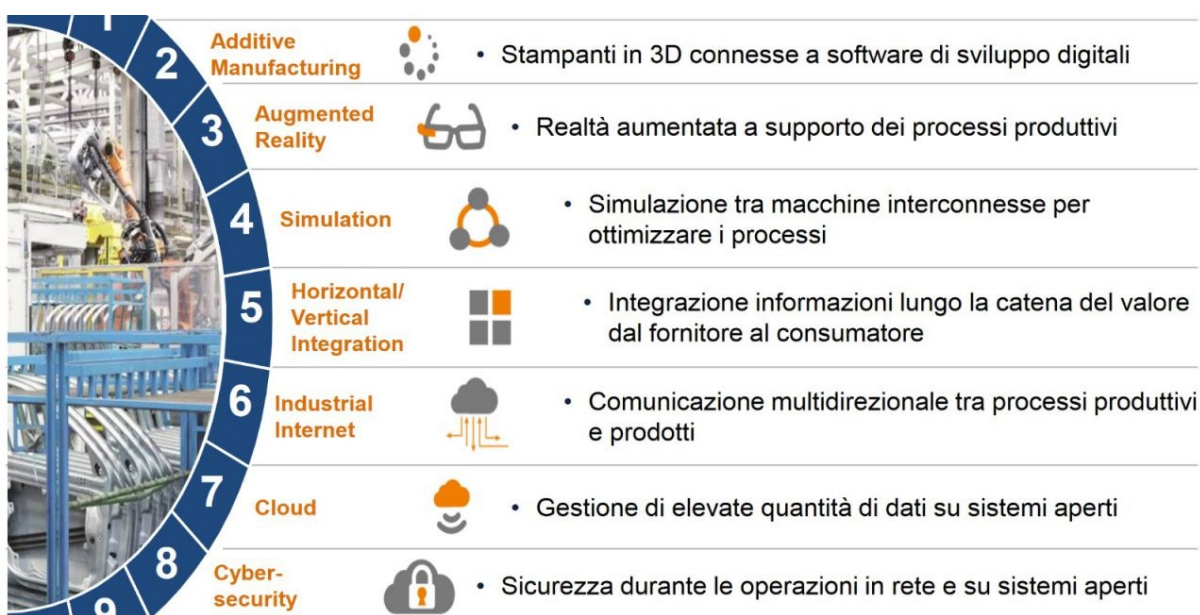 1
2
Additive
Manufacturing
• Stampanti in 3D connesse a software di sviluppo digitali
3
Augmented
Reality
• Realtà aumentata a supporto dei processi produttivi
4
Simulation
• Simulazione tra macchine interconnesse per
ottimizzare i processi
5
Horizontal/
Vertical
Integration
• Integrazione informazioni lungo la catena del valore
dal fornitore al consumatore
6
Industrial
Internet
• Comunicazione multidirezionale tra processi produttivi
e prodotti
7
Cloud
• Gestione di elevate quantità di dati su sistemi aperti
8
Cyber-
security
• Sicurezza durante le operazioni in rete e su sistemi aperti
9